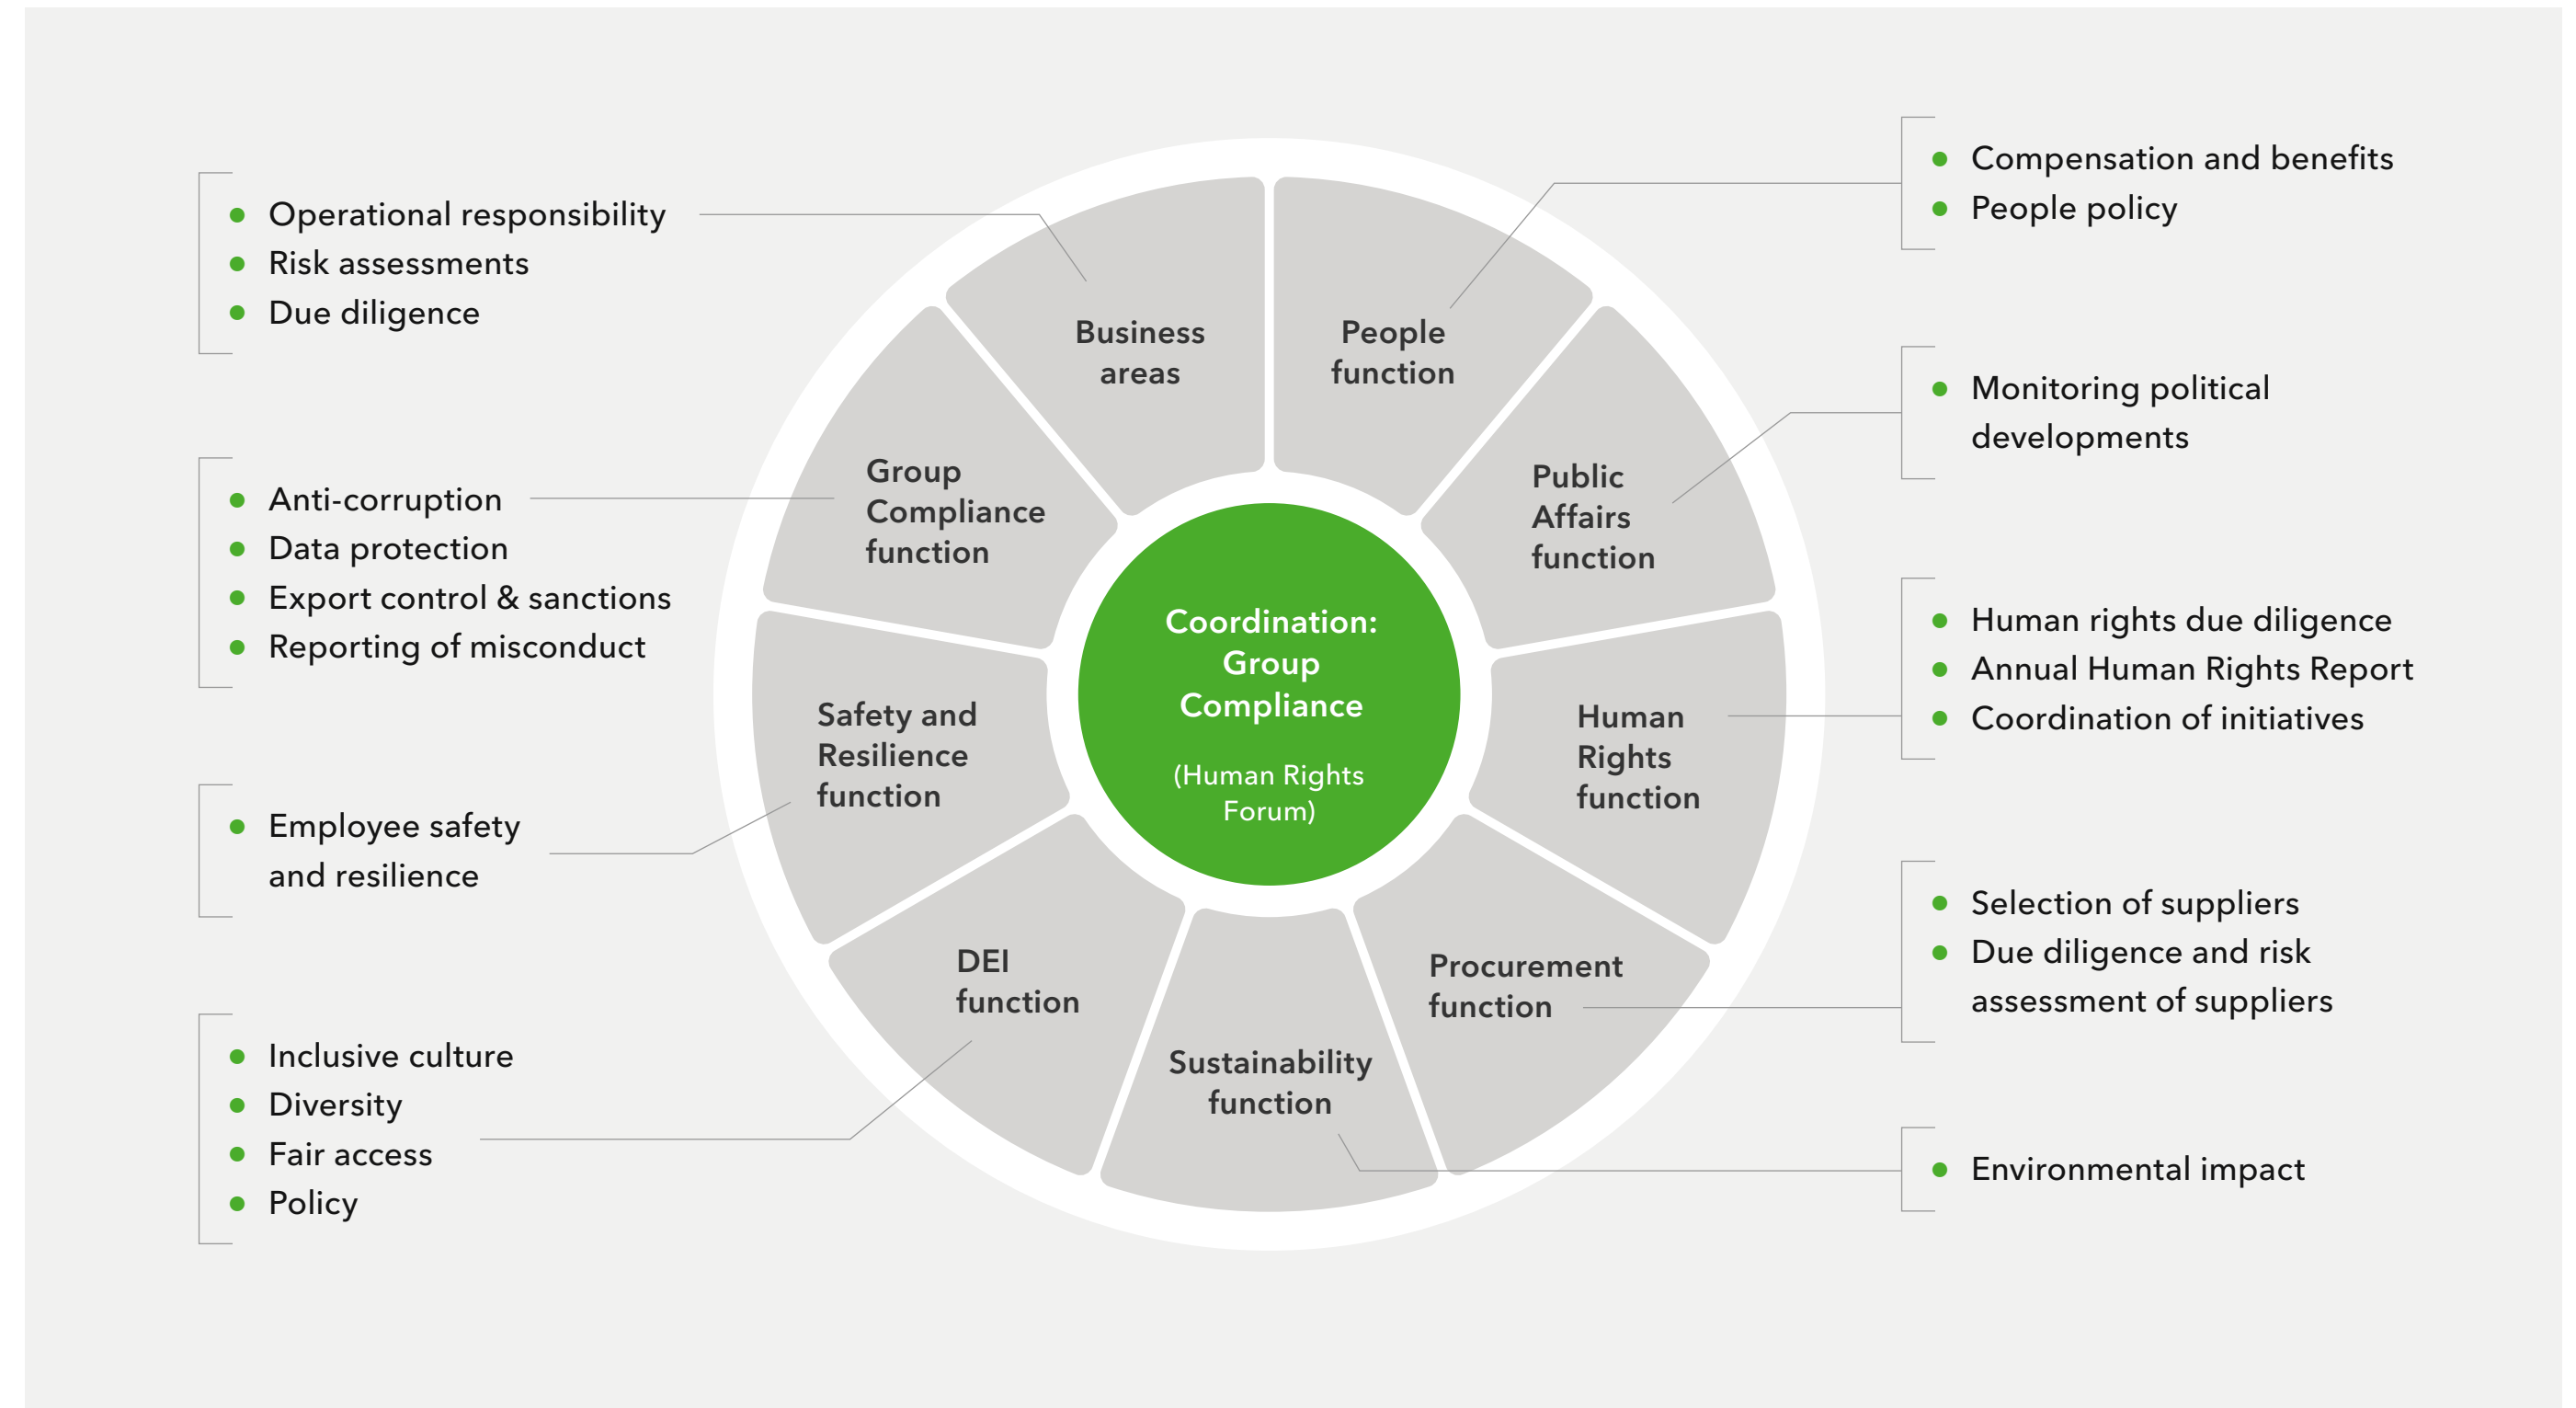 Operational responsibility
Risk assessments
Due diligence
Anti-corruption
Data protection
Export control & sanctions
Reporting of misconduct
Employee safety
and resilience
Inclusive culture
Diversity
Fair access
Policy
Business
areas
People
function
Group
Compliance
function
Public
Affairs
function
Coordination:
Group
Compliance
(Human Rights
Forum)
Safety and
Resilience
function
Human
Rights
function
DEI
function
Procurement
function
Sustainability
function
Compensation and benefits
People policy
Monitoring political
developments
Human rights due diligence
Annual Human Rights Report
Coordination of initiatives
Selection of suppliers
Due diligence and risk
assessment of suppliers
Environmental impact